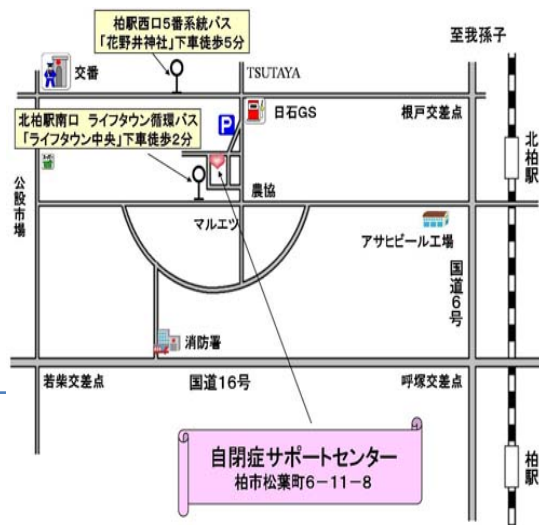 柏駅西口5番系統バス
「花野井神社」下車徒歩5分
至我孫子
交番
TSUTAYA
日石GS
根戸交差点
北柏駅南口 ライフタウン循環バス
「ライフタウン中央」下車徒歩2分
P
北柏駅
公設市場
農協
マルエツ
アサヒビール工場
国道6号
消防署
若柴交差点
国道16号
呼塚交差点
自閉症サポートセンター
柏市松葉町6-11-8
柏駅